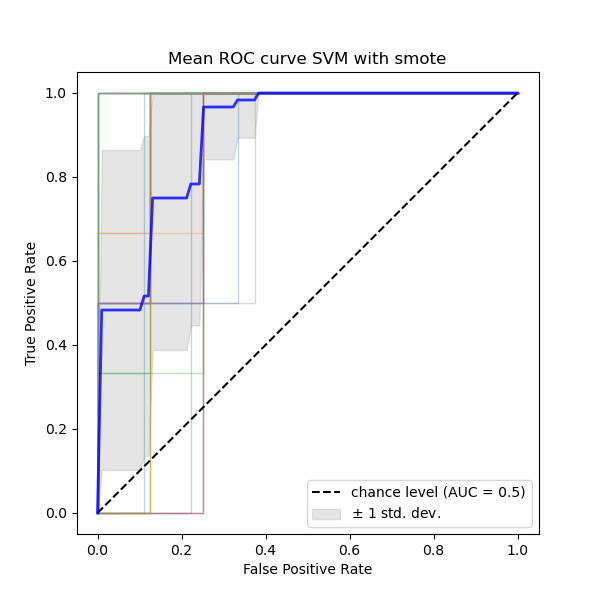 Mean ROC curve SVM with smote
True Positive Rate
1.0
0.8
0.6
0.4
0.2
0.0
0.0 0.2 0.4 0.6 0.8 1.0
False Positive Rate
chance level (AUC = 0.5)
± 1 std. dev.